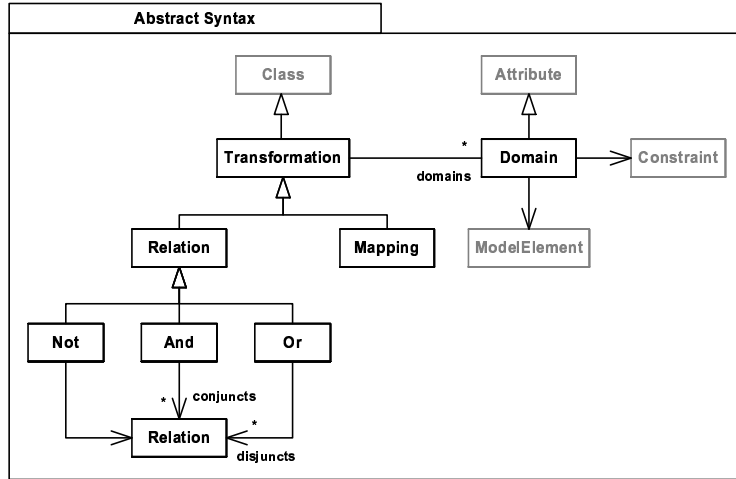 Abstract Syntax
Class
Attribute
Transformation
*
domains
Domain
Constraint
Relation
Mapping
ModelElement
Not
And
Or
*
conjuncts
*
Relation
disjuncts